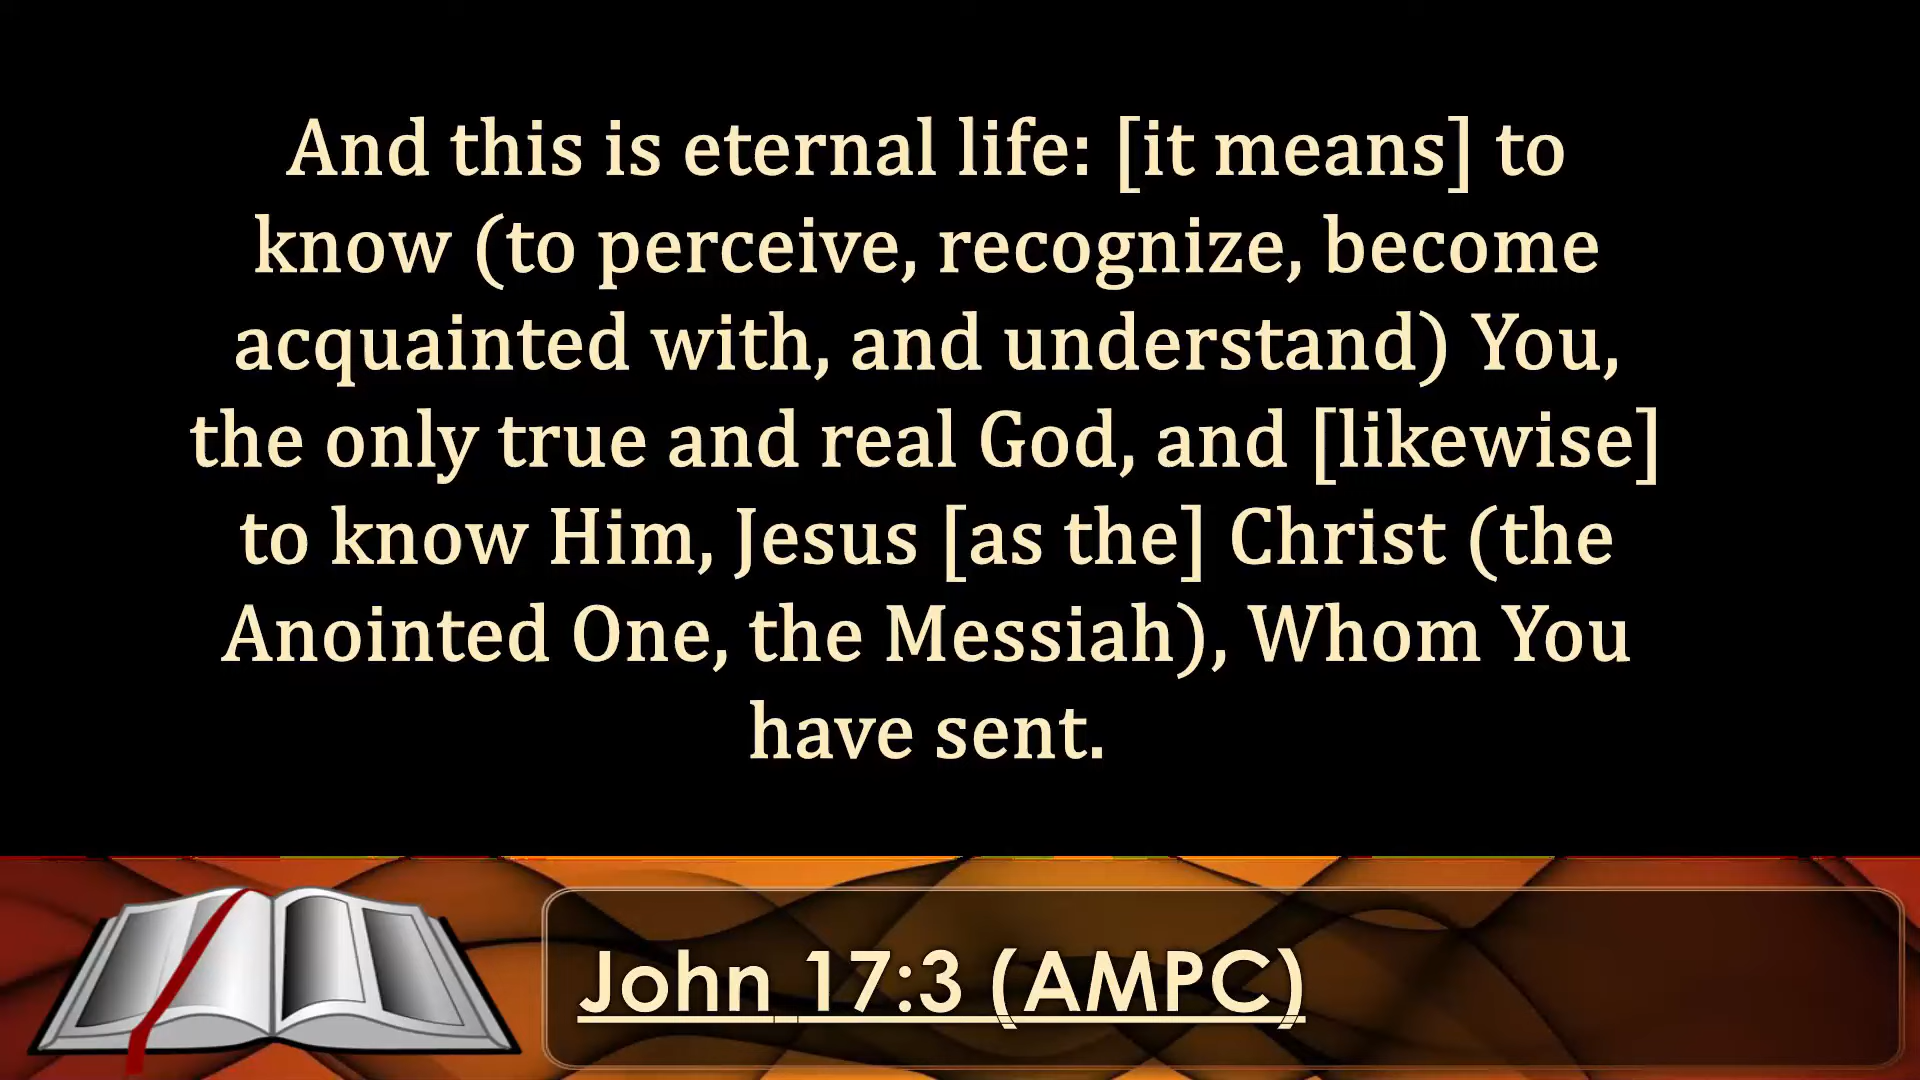 And this is eternal life: [it means] to
know (to perceive, recognize, become
acquainted with, and understand) You,
the only true and real God, and [likewise]
to know Him, Jesus [as the] Christ (the
Anointed One, the Messiah), Whom You
have sent.
John 17:3 (AMPC)